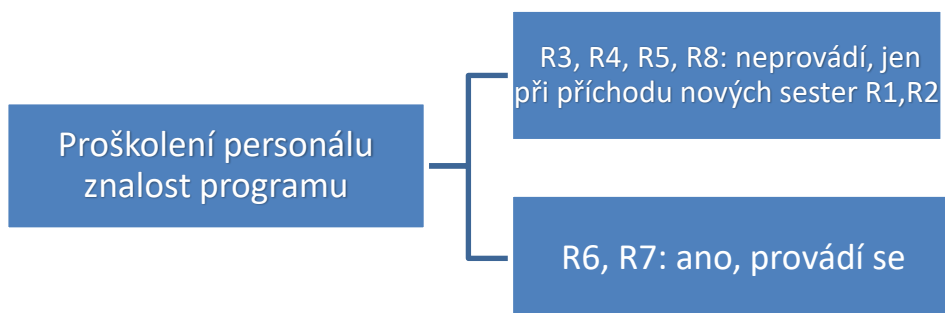 Proškolení personálu
znalost programu
R3, R4, R5, R8: neprovádí, jen
při příchodu nových sester R1,R2
R6, R7: ano, provádí se